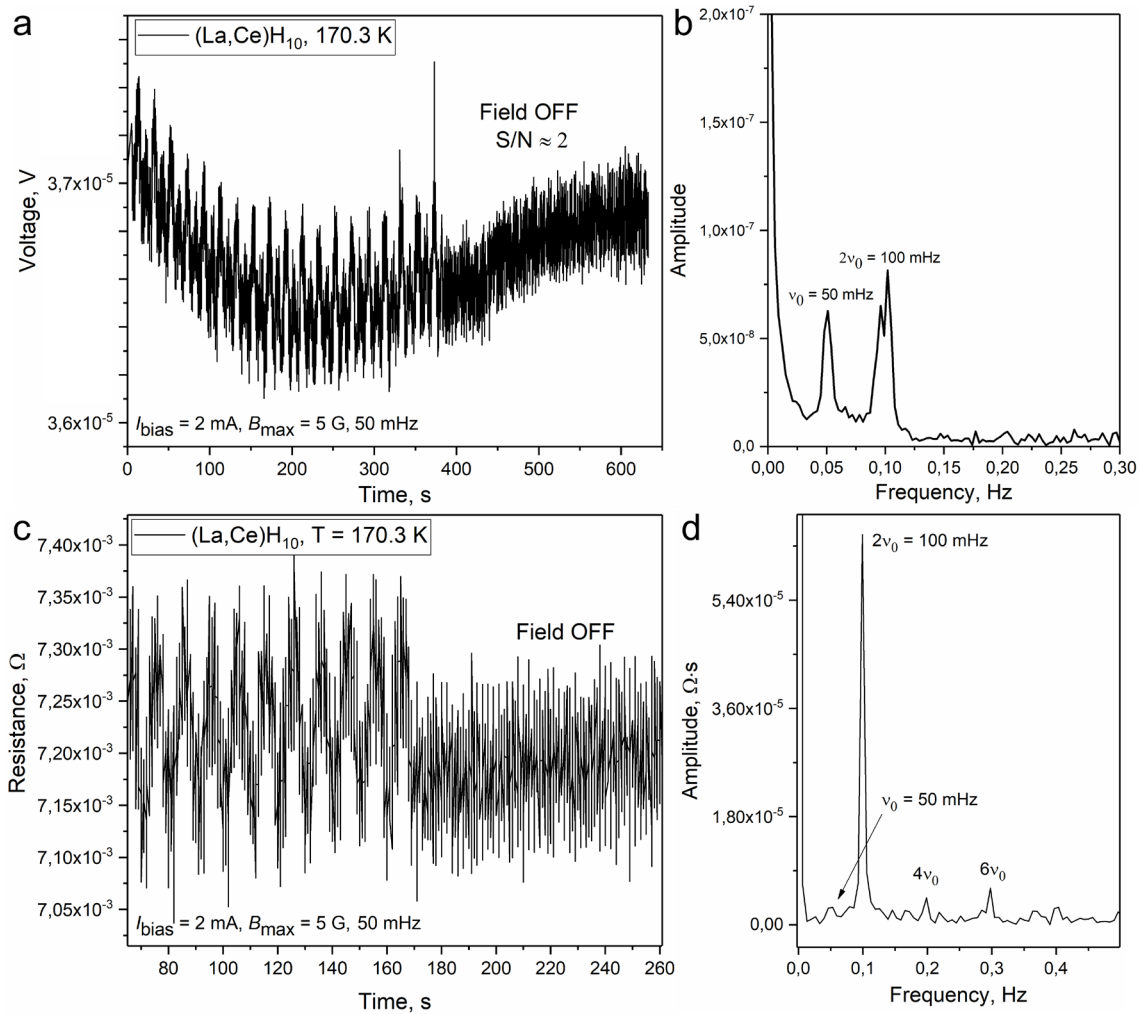 a
(La,Ce)H₁₀, 170.3 K
Field OFF
S/N ≈ 2
3,7x10⁻⁵
3,6x10⁻⁵
Voltage, V
I_bias = 2 mA, B_max = 5 G, 50 mHz
0 100 200 300 400 500 600
Time, s
b
2,0x10⁻⁷
1,5x10⁻⁷
1,0x10⁻⁷
5,0x10⁻⁸
0,0
Amplitude
2ν₀ = 100 mHz
ν₀ = 50 mHz
0,00 0,05 0,10 0,15 0,20 0,25 0,30
Frequency, Hz
c
(La,Ce)H₁₀, T = 170.3 K
Field OFF
7,40x10⁻³
7,35x10⁻³
7,30x10⁻³
7,25x10⁻³
7,20x10⁻³
7,15x10⁻³
7,10x10⁻³
7,05x10⁻³
Resistance, Ω
I_bias = 2 mA, B_max = 5 G, 50 mHz
80 100 120 140 160 180 200 220 240 260
Time, s
d
2ν₀ = 100 mHz
5,40x10⁻⁵
3,60x10⁻⁵
1,80x10⁻⁵
0,00
Amplitude, Ω·s
ν₀ = 50 mHz
4ν₀
6ν₀
0,0 0,1 0,2 0,3 0,4
Frequency, Hz